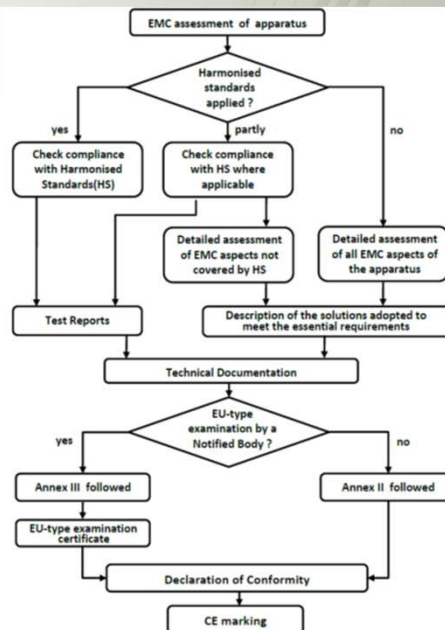 EMC assessment of apparatus
Harmonised
standards
applied ?
yes
partly
no
Check compliance
with Harmonised
Standards(HS)
Check compliance
with HS where
applicable
Detailed assessment
of EMC aspects not
covered by HS
Detailed assessment
of all EMC aspects of
the apparatus
Test Reports
Description of the solutions adopted to
meet the essential requirements
Technical Documentation
EU-type
examination by a
Notified Body ?
yes
no
Annex III followed
Annex II followed
EU-type examination
certificate
Declaration of Conformity
CE marking